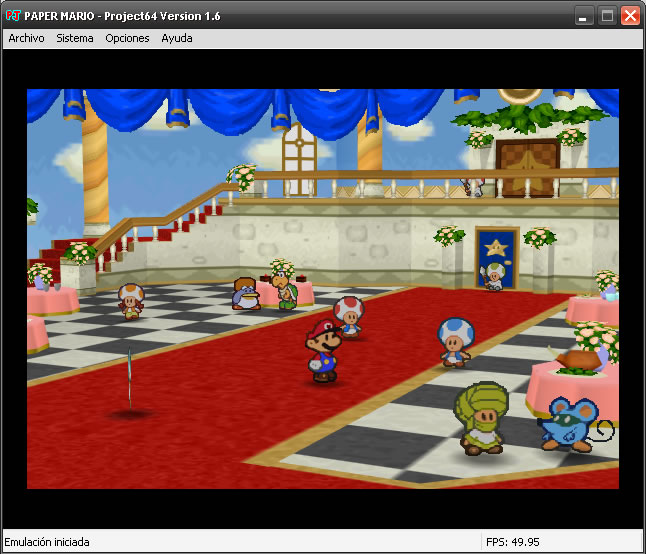 PAPER MARIO - Project64 Version 1.6
Archivo Sistema Opciones Ayuda
Emulación iniciada FPS: 49.95